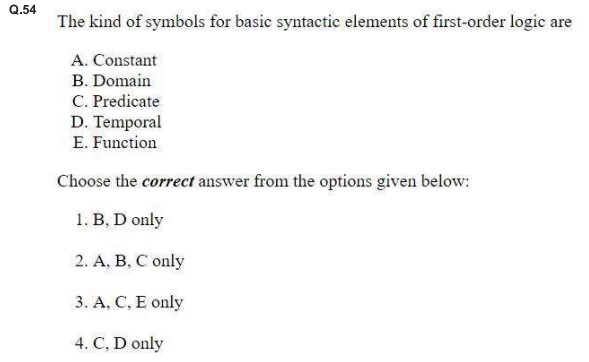 Q.54
The kind of symbols for basic syntactic elements of first-order logic are
A. Constant
B. Domain
C. Predicate
D. Temporal
E. Function
Choose the correct answer from the options given below:
1. B, D only
2. A, B, C only
3. A, C, E only
4. C, D only